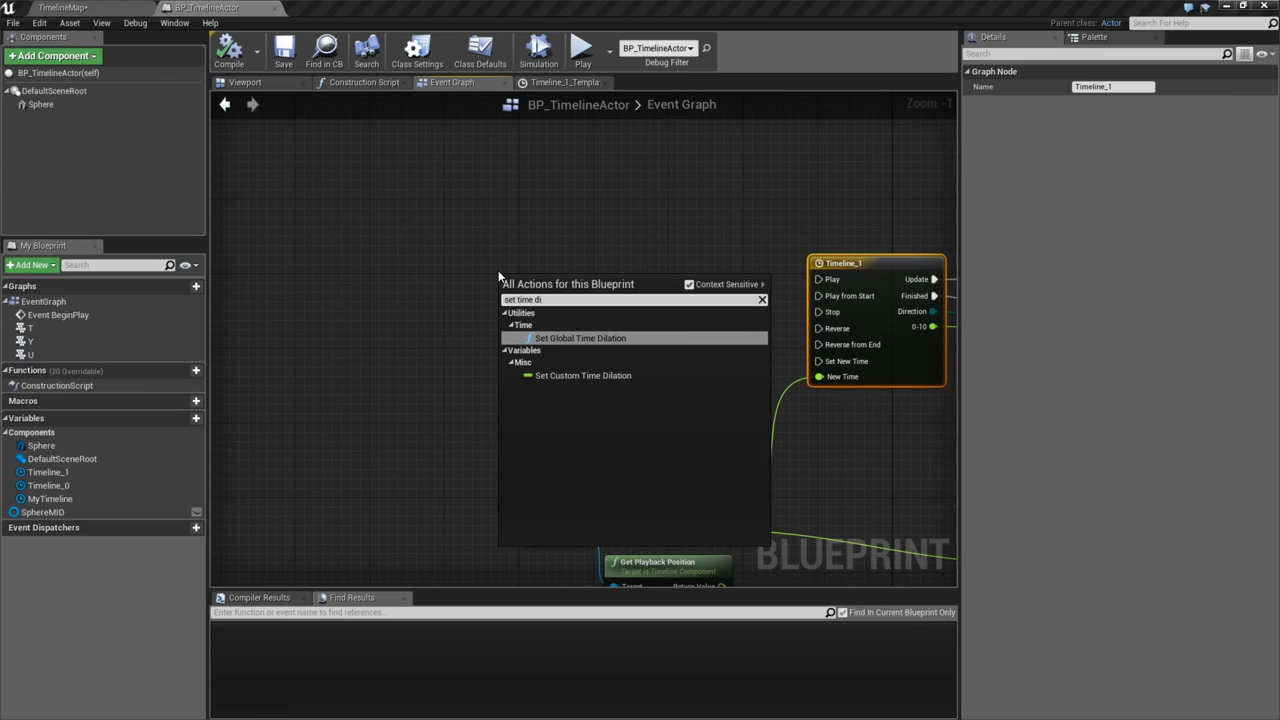 TimelineMap*
BP_TimelineActor
File Edit Asset View Debug Window Help
Parent class: Actor
Search For Help
Components
Add Component
BP_TimelineActor(self)
DefaultSceneRoot
Sphere
Compile
Save
Find in CB
Search
Class Settings
Class Defaults
Simulation
Play
BP_TimelineActor
Debug Filter
Viewport
Construction Script
Event Graph
Timeline_1_Templa
BP_TimelineActor
Event Graph
Zoom -1
Details
Palette
Search
Graph Node
Name
Timeline_1
My Blueprint
Add New
Search
Graphs
EventGraph
Event BeginPlay
T
Y
U
Functions (20 Overridable)
ConstructionScript
Macros
Variables
Components
Sphere
DefaultSceneRoot
Timeline_1
Timeline_0
MyTimeline
SphereMID
Event Dispatchers
All Actions for this Blueprint
Context Sensitive
set time di
Utilities
Time
Set Global Time Dilation
Variables
Misc
Set Custom Time Dilation
Timeline_1
Play
Update
Play from Start
Finished
Stop
Direction
Reverse
0-10
Reverse from End
Set New Time
New Time
Get Playback Position
Target is Timeline Component
Target
Return Value
BLUEPRINT
Compiler Results
Find Results
Enter function or event name to find references...
Find In Current Blueprint Only